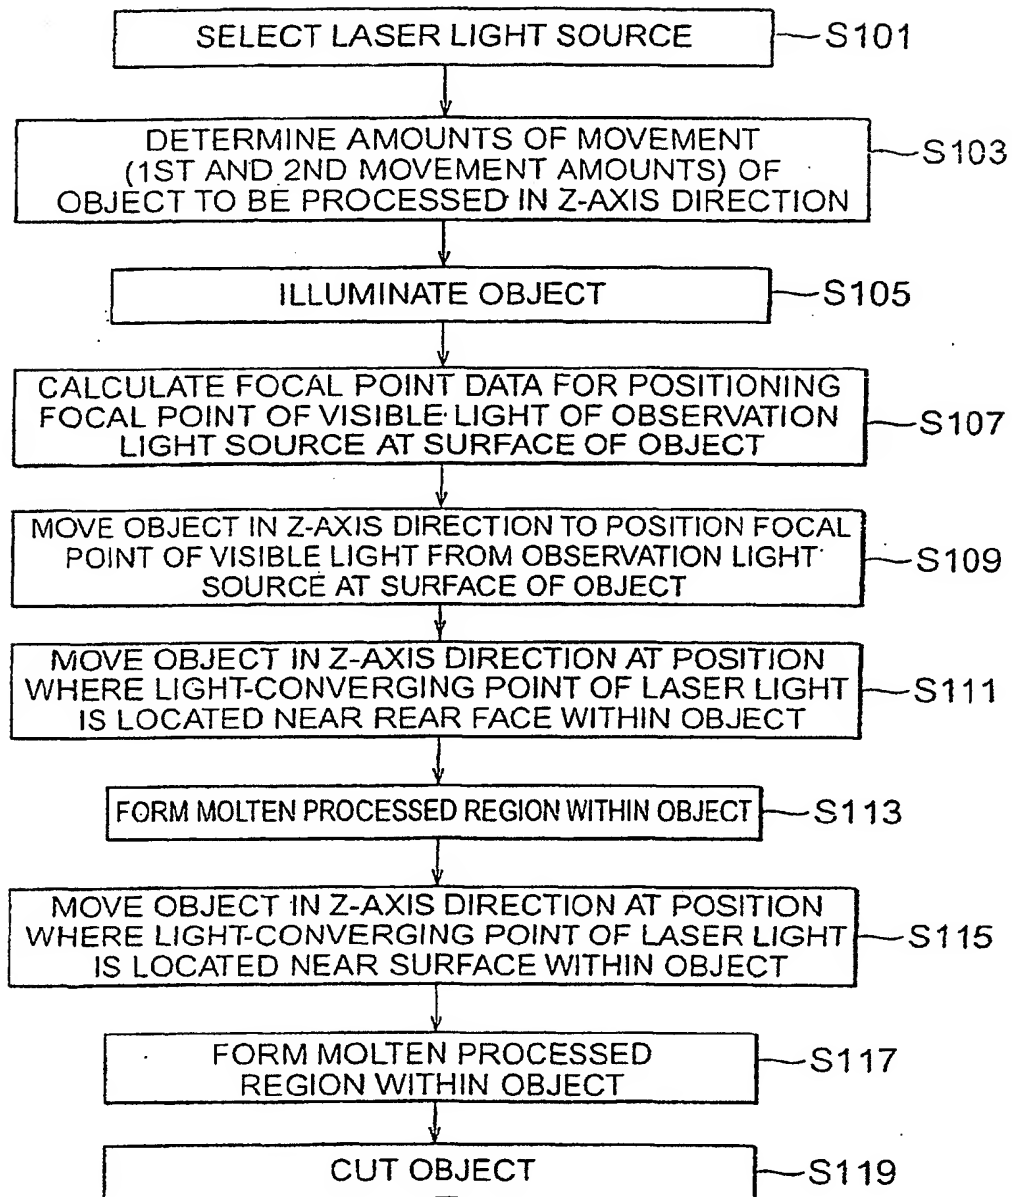 SELECT LASER LIGHT SOURCE
S101
DETERMINE AMOUNTS OF MOVEMENT
(1ST AND 2ND MOVEMENT AMOUNTS) OF
OBJECT TO BE PROCESSED IN Z-AXIS DIRECTION
S103
ILLUMINATE OBJECT
S105
CALCULATE FOCAL POINT DATA FOR POSITIONING
FOCAL POINT OF VISIBLE LIGHT OF OBSERVATION
LIGHT SOURCE AT SURFACE OF OBJECT
S107
MOVE OBJECT IN Z-AXIS DIRECTION TO POSITION FOCAL
POINT OF VISIBLE LIGHT FROM OBSERVATION LIGHT
SOURCE AT SURFACE OF OBJECT
S109
MOVE OBJECT IN Z-AXIS DIRECTION AT POSITION
WHERE LIGHT-CONVERGING POINT OF LASER LIGHT
IS LOCATED NEAR REAR FACE WITHIN OBJECT
S111
FORM MOLTEN PROCESSED REGION WITHIN OBJECT
S113
MOVE OBJECT IN Z-AXIS DIRECTION AT POSITION
WHERE LIGHT-CONVERGING POINT OF LASER LIGHT
IS LOCATED NEAR SURFACE WITHIN OBJECT
S115
FORM MOLTEN PROCESSED
REGION WITHIN OBJECT
S117
CUT OBJECT
S119